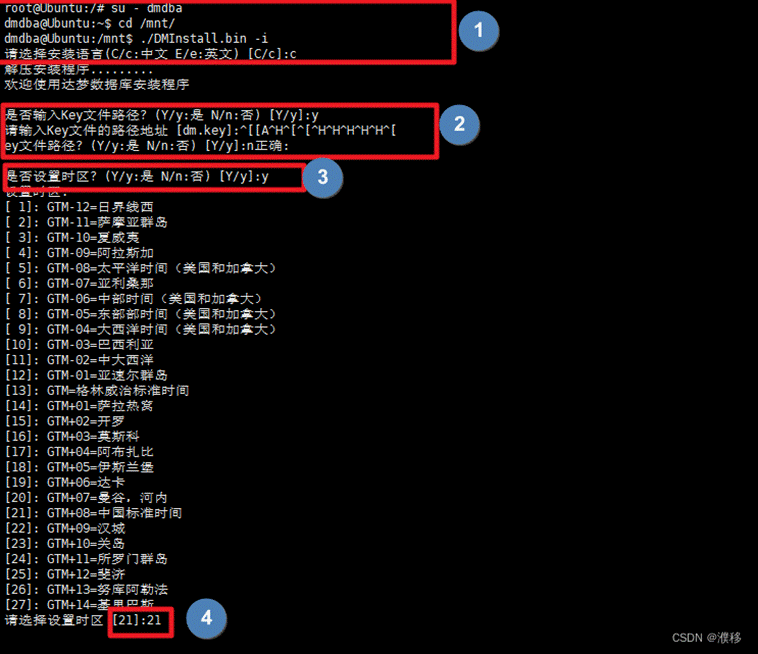 root@Ubuntu:/# su - dmdba
dmdba@Ubuntu:~$ cd /mnt/
dmdba@Ubuntu:/mnt$ ./DMInstall.bin -i
请选择安装语言(C/c:中文 E/e:英文) [C/c]:c
解压安装程序.........
欢迎使用达梦数据库安装程序
1
是否输入Key文件路径? (Y/y:是 N/n:否) [Y/y]:y
请输入Key文件的路径地址 [dm.key]:^[[A^H^[^[^H^H^H^H^H^[
ey文件路径? (Y/y:是 N/n:否) [Y/y]:n正确:
2
是否设置时区? (Y/y:是 N/n:否) [Y/y]:y
3
设置时区:
[ 1]: GTM-12=日界线西
[ 2]: GTM-11=萨摩亚群岛
[ 3]: GTM-10=夏威夷
[ 4]: GTM-09=阿拉斯加
[ 5]: GTM-08=太平洋时间（美国和加拿大）
[ 6]: GTM-07=亚利桑那
[ 7]: GTM-06=中部时间（美国和加拿大）
[ 8]: GTM-05=东部部时间（美国和加拿大）
[ 9]: GTM-04=大西洋时间（美国和加拿大）
[10]: GTM-03=巴西利亚
[11]: GTM-02=中大西洋
[12]: GTM-01=亚速尔群岛
[13]: GTM=格林威治标准时间
[14]: GTM+01=萨拉热窝
[15]: GTM+02=开罗
[16]: GTM+03=莫斯科
[17]: GTM+04=阿布扎比
[18]: GTM+05=伊斯兰堡
[19]: GTM+06=达卡
[20]: GTM+07=曼谷，河内
[21]: GTM+08=中国标准时间
[22]: GTM+09=汉城
[23]: GTM+10=关岛
[24]: GTM+11=所罗门群岛
[25]: GTM+12=斐济
[26]: GTM+13=努库阿勒法
[27]: GTM+14=基里巴斯
请选择设置时区 [21]:21
4
CSDN @濮移